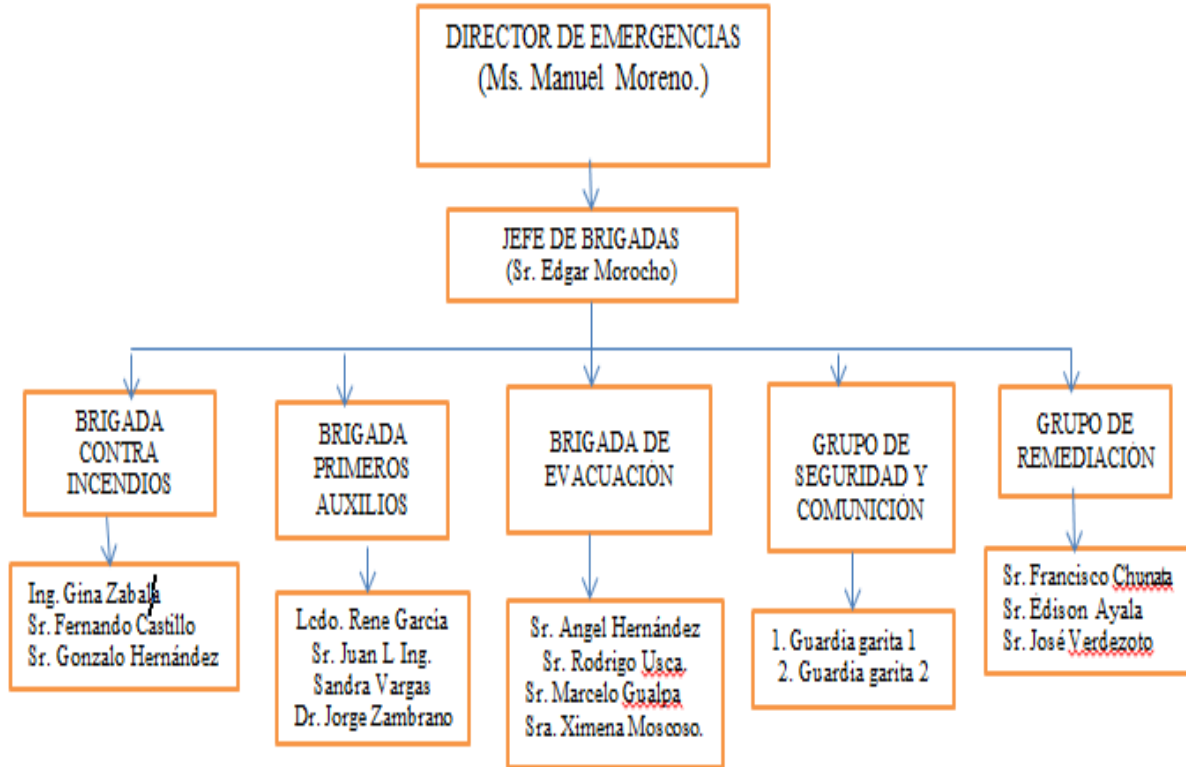 DIRECTOR DE EMERGENCIAS
(Ms. Manuel Moreno.)
JEFE DE BRIGADAS
(Sr. Edgar Morocho)
BRIGADA
CONTRA
INCENDIOS
BRIGADA
PRIMEROS
AUXILIOS
BRIGADA DE
EVACUACIÓN
GRUPO DE
SEGURIDAD Y
COMUNICIÓN
GRUPO DE
REMEDIACIÓN
Ing. Gina Zabala
Sr. Fernando Castillo
Sr. Gonzalo Hernández
Lcdo. Rene García
Sr. Juan L Ing.
Sandra Vargas
Dr. Jorge Zambrano
Sr. Angel Hernández
Sr. Rodrigo Usca.
Sr. Marcelo Gualpa
Sra. Ximena Moscoso.
1. Guardia garita 1
2. Guardia garita 2
Sr. Francisco Chunata
Sr. Édison Ayala
Sr. José Verdezoto